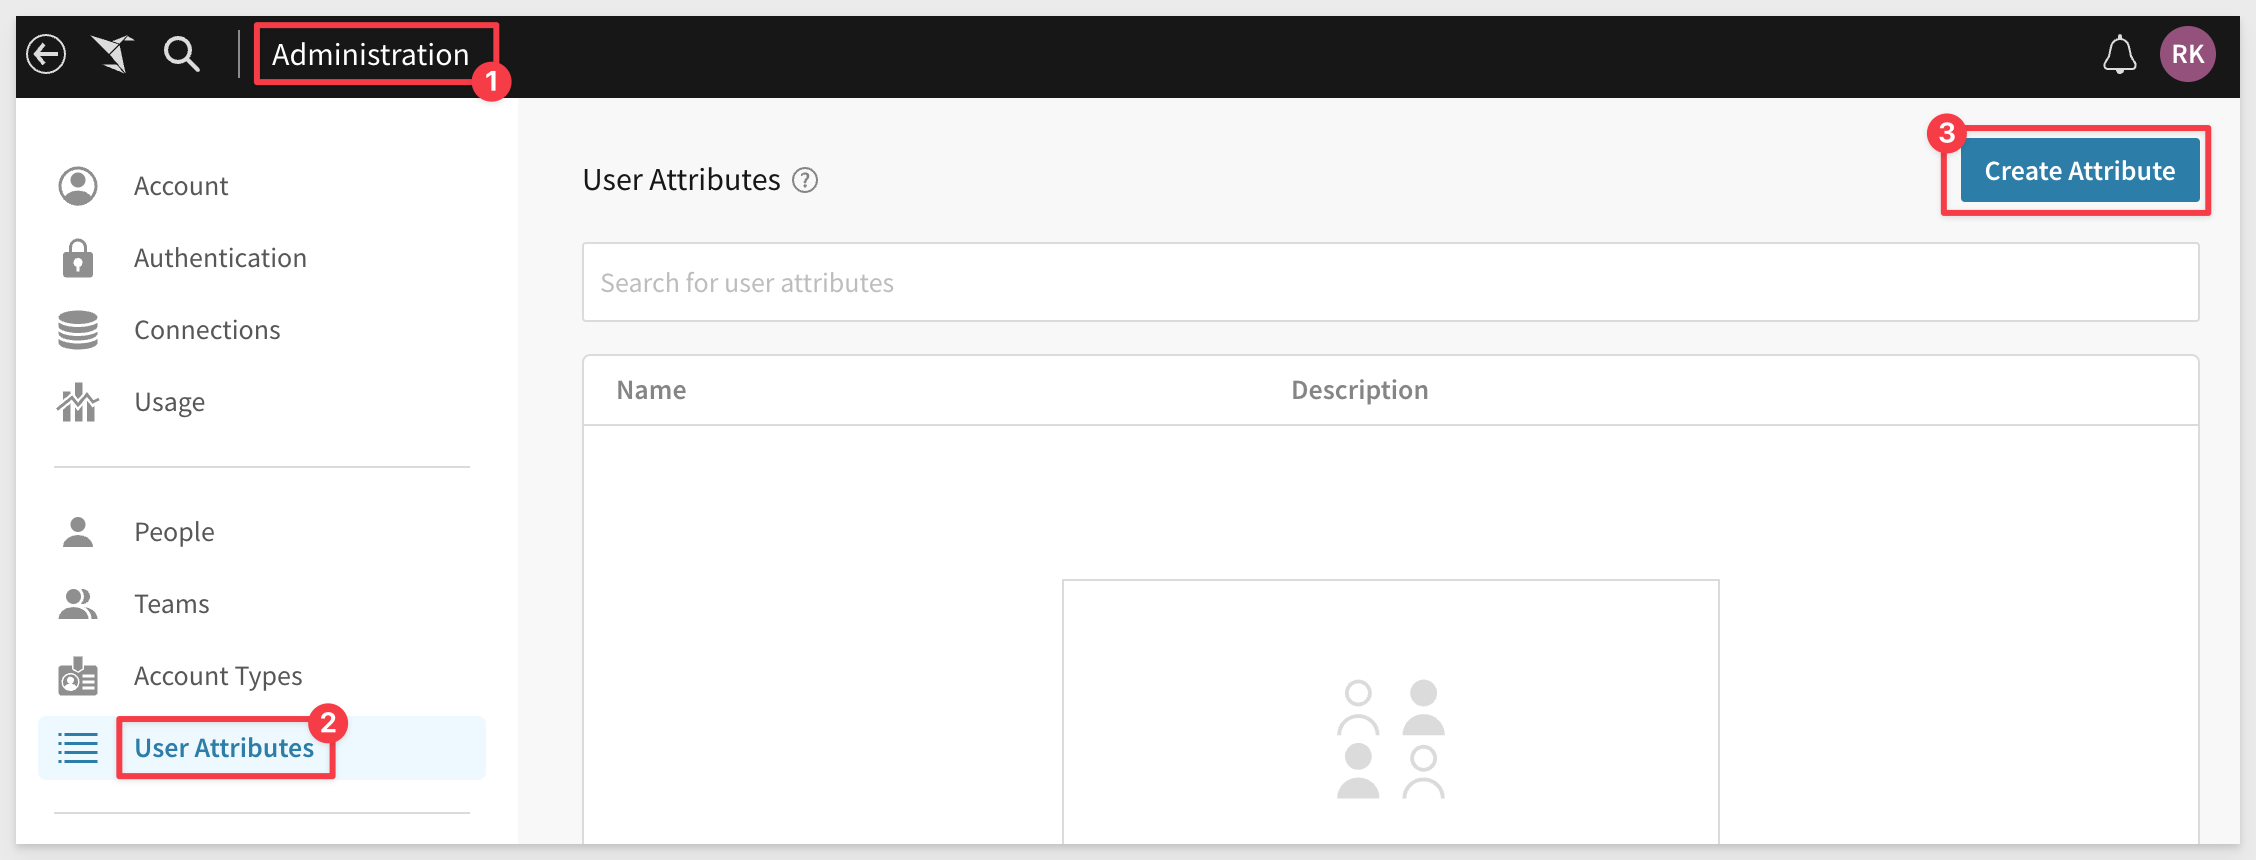 Administration
1
RK
3
Account
User Attributes ?
Create Attribute
Authentication
Search for user attributes
Connections
Name
Description
Usage
People
Teams
Account Types
2
User Attributes